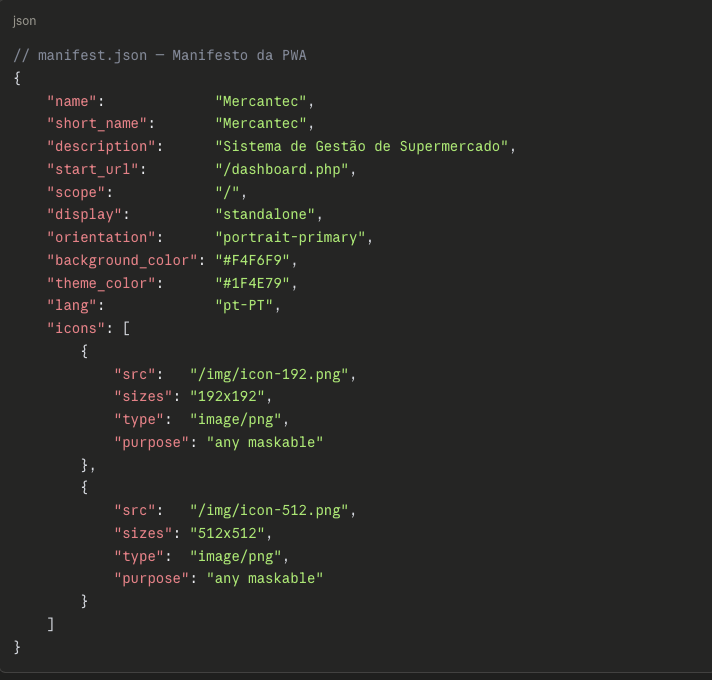 json
// manifest.json — Manifesto da PWA
{
    "name":             "Mercantec",
    "short_name":       "Mercantec",
    "description":      "Sistema de Gestão de Supermercado",
    "start_url":        "/dashboard.php",
    "scope":            "/",
    "display":          "standalone",
    "orientation":      "portrait-primary",
    "background_color": "#F4F6F9",
    "theme_color":      "#1F4E79",
    "lang":             "pt-PT",
    "icons": [
        {
            "src":   "/img/icon-192.png",
            "sizes": "192x192",
            "type":  "image/png",
            "purpose": "any maskable"
        },
        {
            "src":   "/img/icon-512.png",
            "sizes": "512x512",
            "type":  "image/png",
            "purpose": "any maskable"
        }
    ]
}